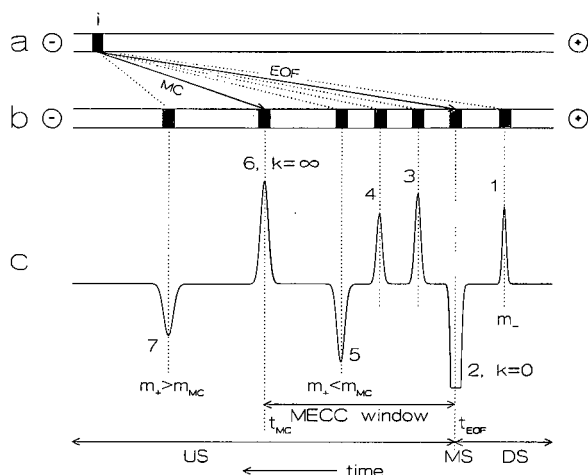 i
a ⊖ ⊕
EOF
MC
b ⊖ ⊕
6, k=∞
4 3 1
c
m_
7 5 2, k=0
m₊>m_MC m₊<m_MC
MECC window
t_MC t_EOF
US MS DS
time